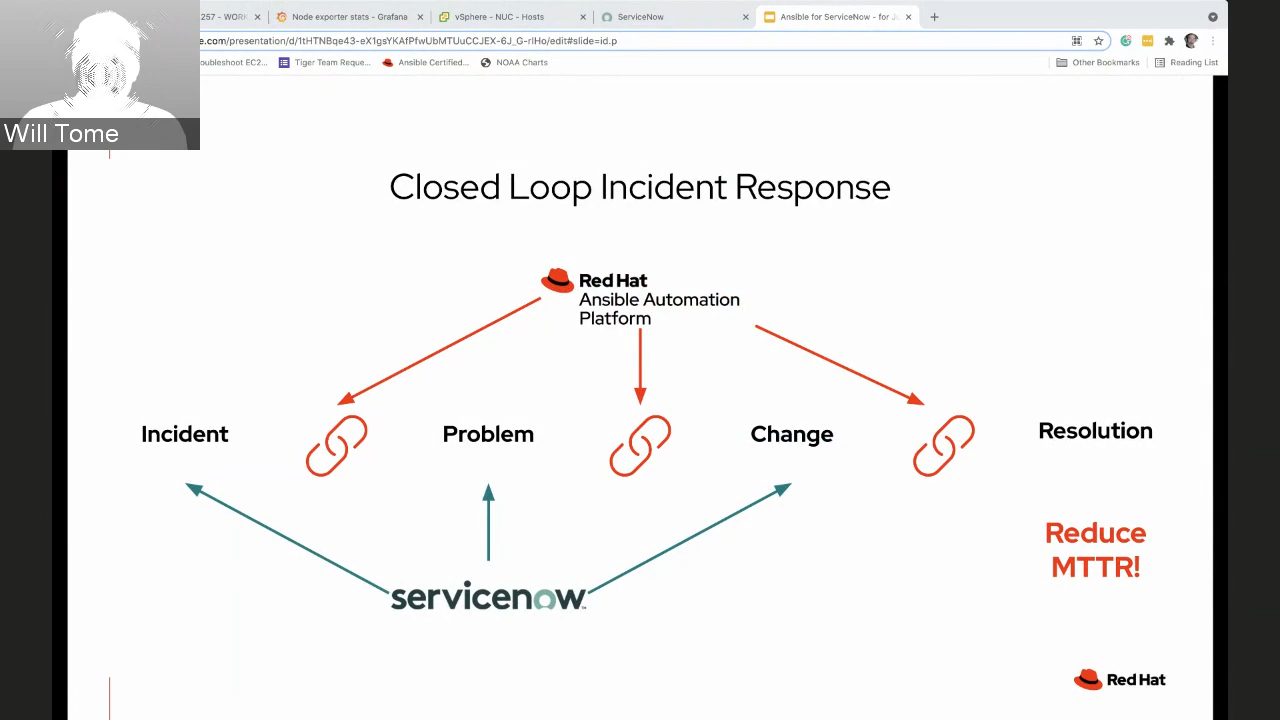 257 - WORK
Node exporter stats - Grafana
vSphere - NUC - Hosts
ServiceNow
Ansible for ServiceNow - for J
e.com/presentation/d/1tHTNBqe43-eX1gsYKAfPfwUbMTUuCCJEX-6J_G-rIHo/edit#slide=id.p
oubleshoot EC2...
Tiger Team Reque...
Ansible Certified...
NOAA Charts
Other Bookmarks
Reading List
Will Tome
Closed Loop Incident Response
Red Hat
Ansible Automation
Platform
Incident
Problem
Change
Resolution
Reduce
MTTR!
servicenow
Red Hat